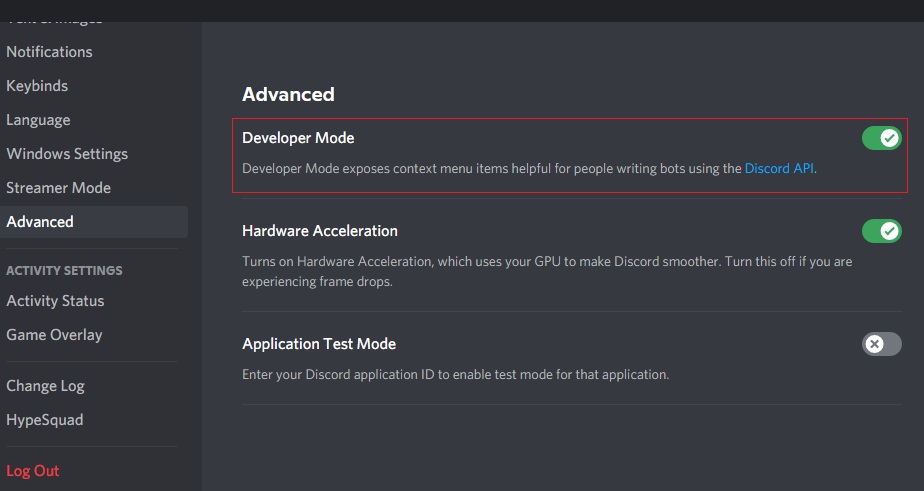 Text & Images
Notifications
Keybinds
Language
Windows Settings
Streamer Mode
Advanced
ACTIVITY SETTINGS
Activity Status
Game Overlay
Change Log
HypeSquad
Log Out
Advanced
Developer Mode
Developer Mode exposes context menu items helpful for people writing bots using the Discord API.
Hardware Acceleration
Turns on Hardware Acceleration, which uses your GPU to make Discord smoother. Turn this off if you are
experiencing frame drops.
Application Test Mode
Enter your Discord application ID to enable test mode for that application.